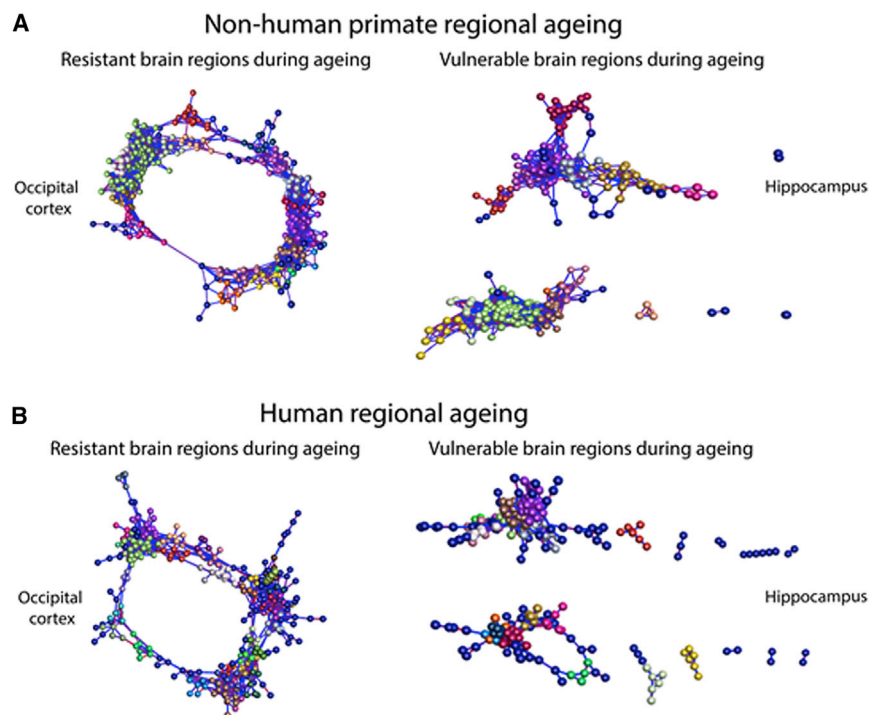 A
Non-human primate regional ageing
Resistant brain regions during ageing
Vulnerable brain regions during ageing
Occipital
cortex
Hippocampus
B
Human regional ageing
Resistant brain regions during ageing
Vulnerable brain regions during ageing
Occipital
cortex
Hippocampus